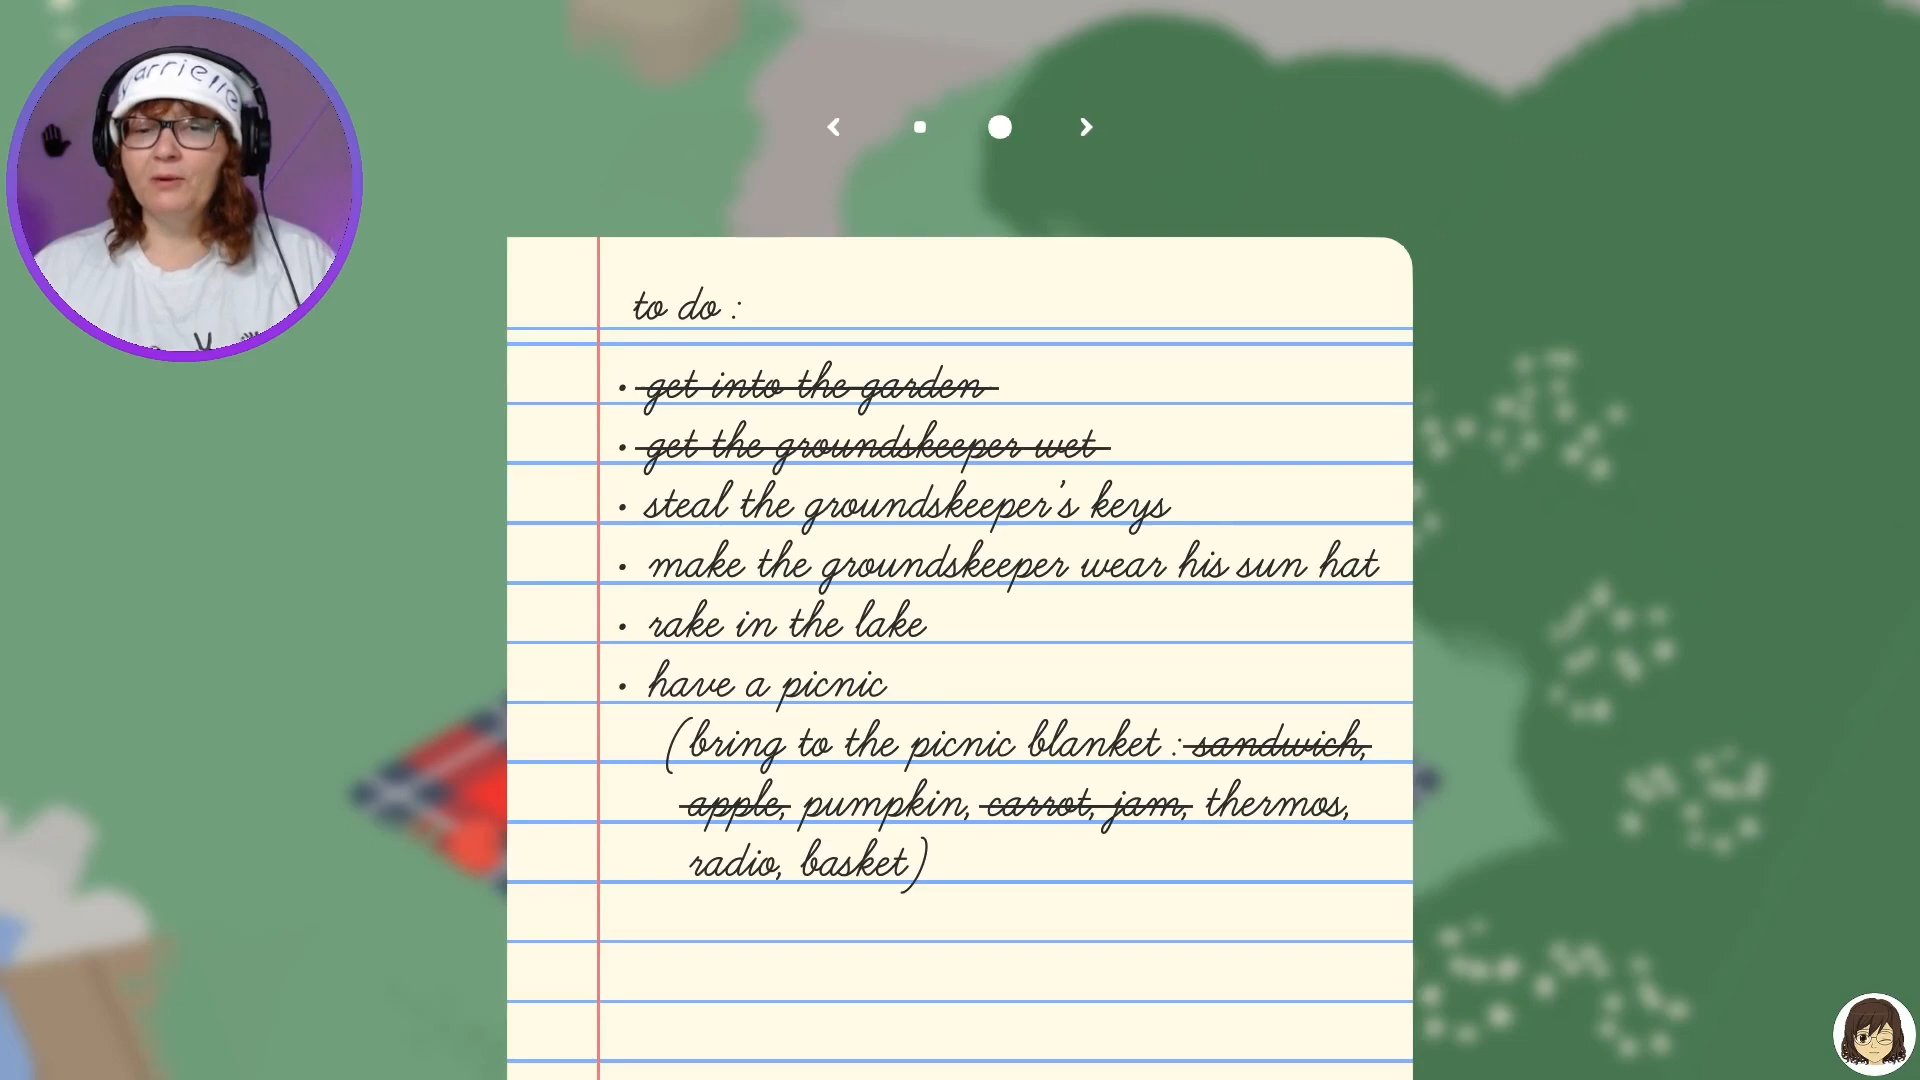 arrielle
to do :
• get into the garden
• get the groundskeeper wet
• steal the groundskeeper's keys
• make the groundskeeper wear his sun hat
• rake in the lake
• have a picnic
(bring to the picnic blanket : sandwich,
apple, pumpkin, carrot, jam, thermos,
radio, basket)